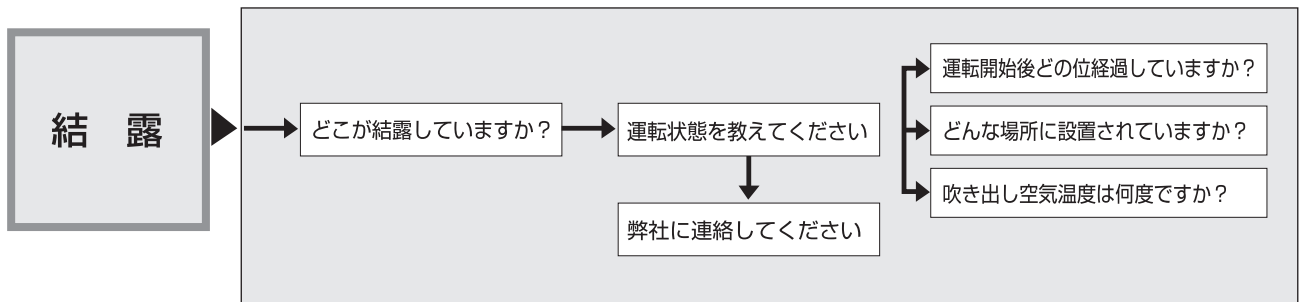 結 露
どこが結露していますか？
運転状態を教えてください
弊社に連絡してください
運転開始後どの位経過していますか？
どんな場所に設置されていますか？
吹き出し空気温度は何度ですか？